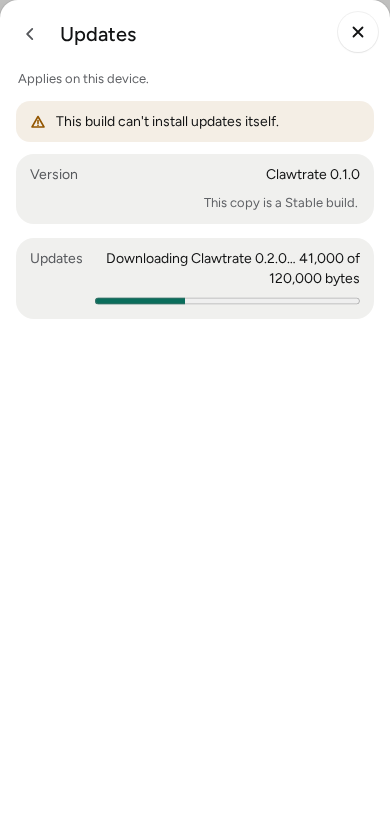 Updates
Applies on this device.
This build can't install updates itself.
Version
Clawtrate 0.1.0
This copy is a Stable build.
Updates
Downloading Clawtrate 0.2.0... 41,000 of
120,000 bytes